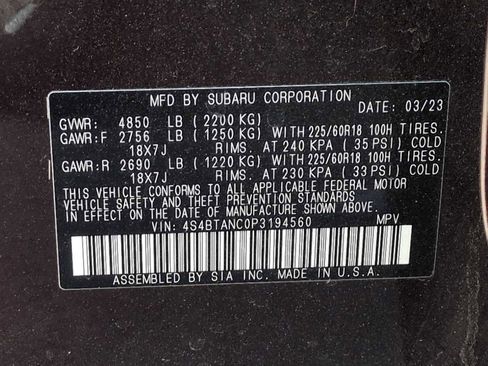 MFD BY SUBARU CORPORATION
DATE: 03/23
GVWR: 4850 LB (2200 KG)
GAWR:F 2756 LB (1250 KG) WITH 225/60R18 100H TIRES
18X7J RIMS. AT 240 KPA (35 PSI) COLD
GAWR:R 2690 LB (1220 KG) WITH 225/60R18 100H TIRES
18X7J RIMS. AT 230 KPA (33 PSI) COLD
THIS VEHICLE CONFORMS TO ALL APPLICABLE FEDERAL MOTOR
VEHICLE SAFETY AND THEFT PREVENTION STANDARDS
IN EFFECT ON THE DATE OF MANUFACTURE SHOWN ABOVE.
VIN: 4S4BTANC0P3194560 MPV
ASSEMBLED BY SIA INC. MADE IN U.S.A.